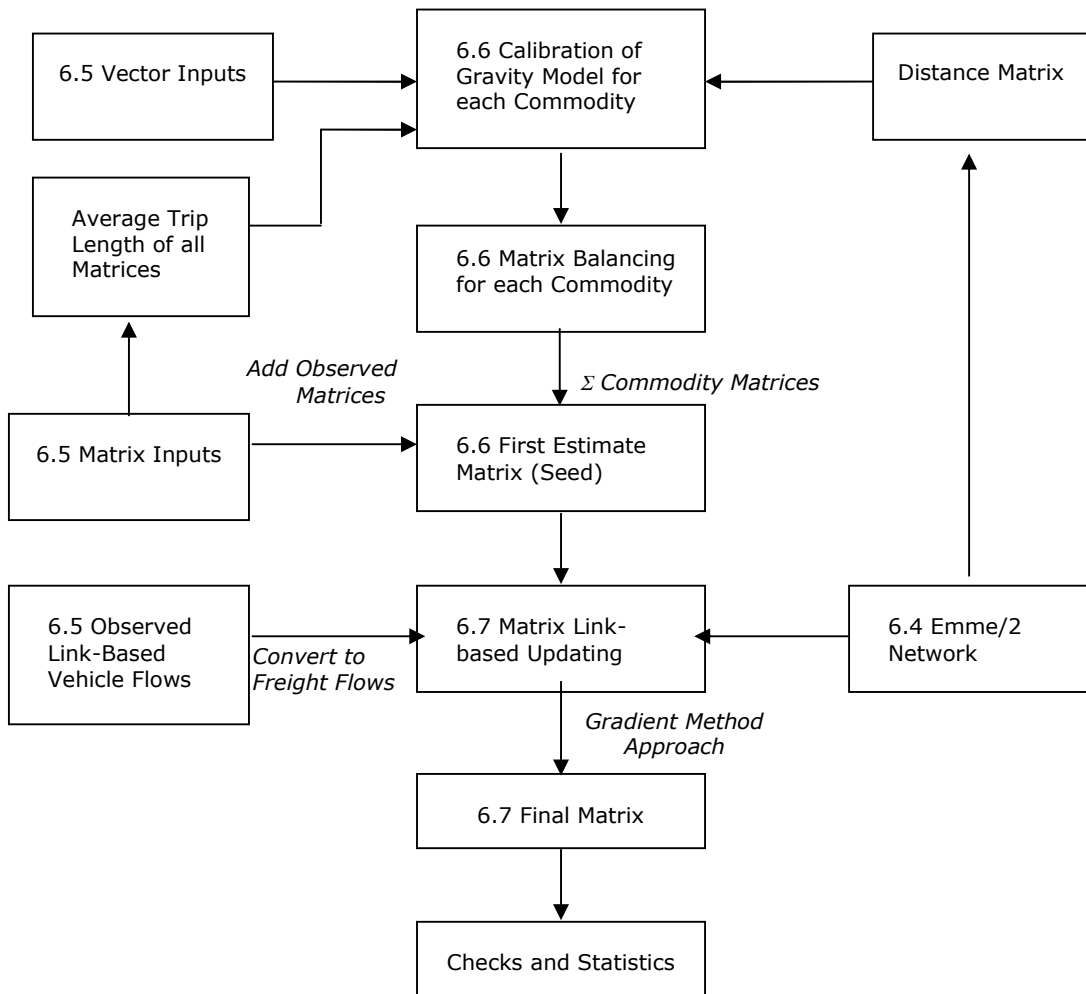 6.5 Vector Inputs
6.6 Calibration of
Gravity Model for
each Commodity
Distance Matrix
Average Trip
Length of all
Matrices
6.6 Matrix Balancing
for each Commodity
Add Observed
Matrices
Σ Commodity Matrices
6.5 Matrix Inputs
6.6 First Estimate
Matrix (Seed)
6.5 Observed
Link-Based
Vehicle Flows
Convert to
Freight Flows
6.7 Matrix Link-
based Updating
6.4 Emme/2
Network
Gradient Method
Approach
6.7 Final Matrix
Checks and Statistics